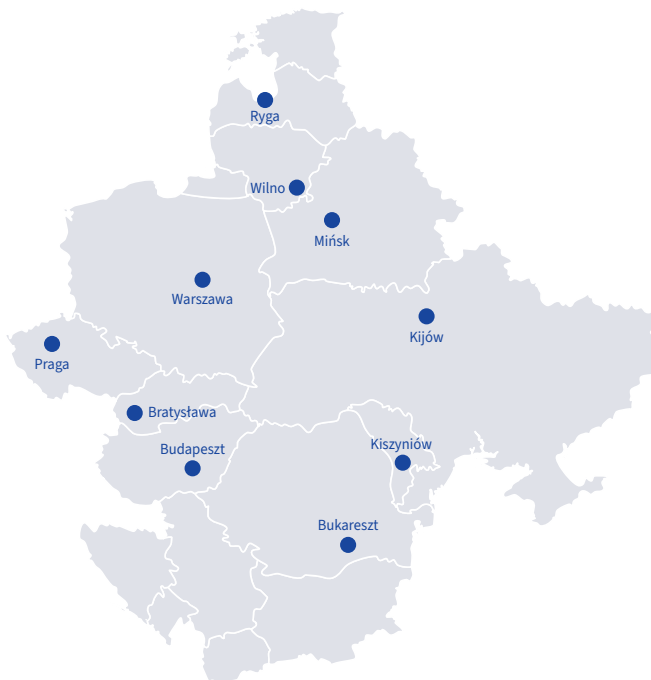 Ryga
Wilno
Mińsk
Warszawa
Kijów
Praga
Bratysława
Kiszyniów
Budapeszt
Bukareszt